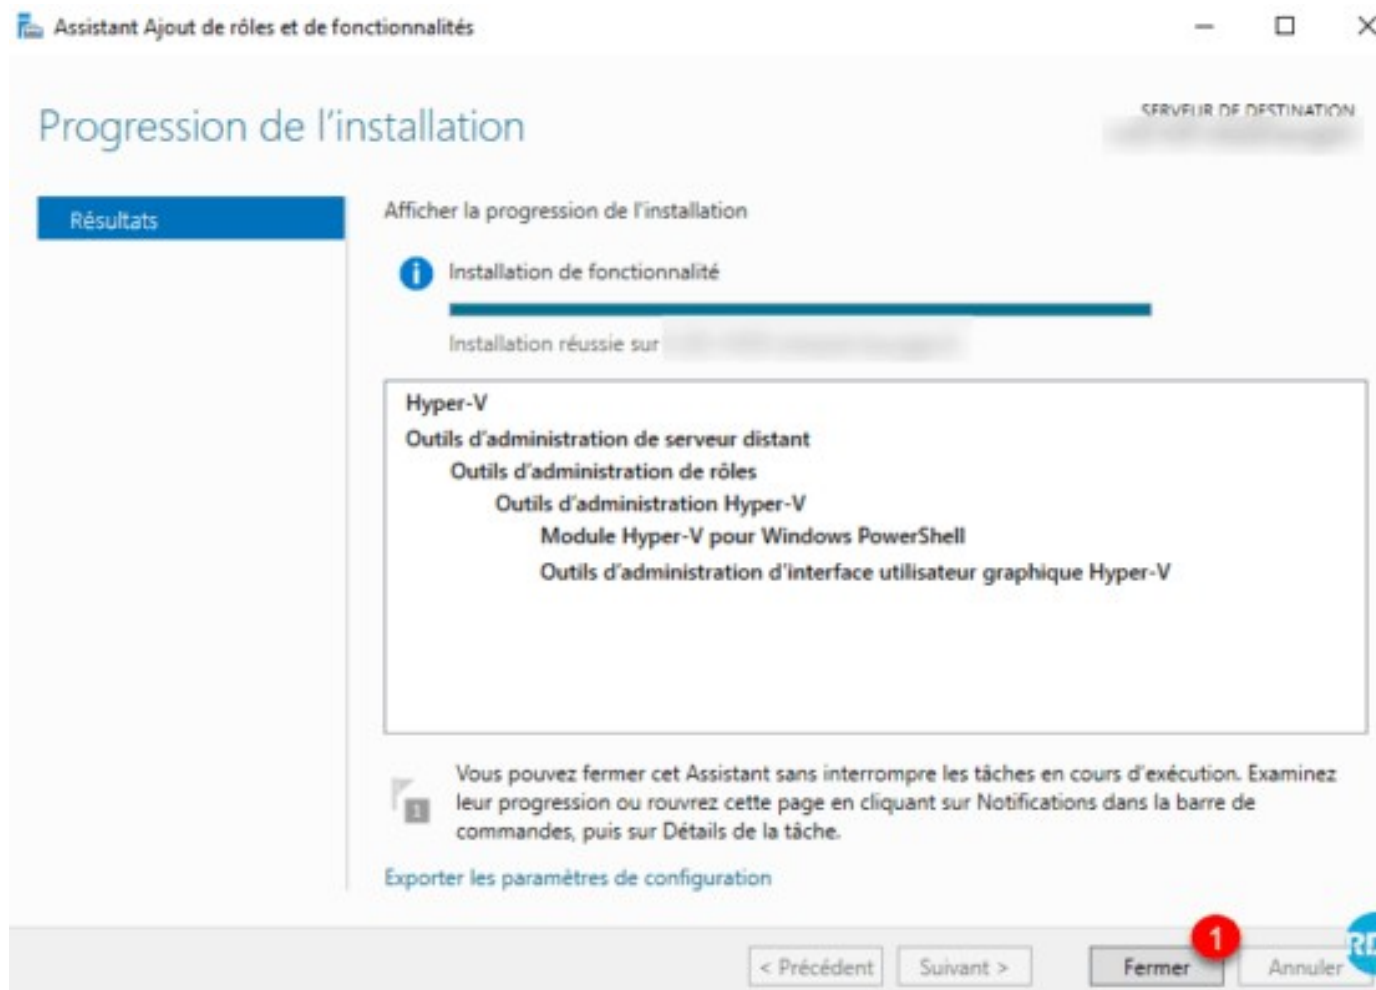 Assistant Ajout de rôles et de fonctionnalités
Progression de l'installation
SERVEUR DE DESTINATION
Résultats
Afficher la progression de l'installation
Installation de fonctionnalité
Installation réussie sur
Hyper-V
Outils d'administration de serveur distant
Outils d'administration de rôles
Outils d'administration Hyper-V
Module Hyper-V pour Windows PowerShell
Outils d'administration d'interface utilisateur graphique Hyper-V
1
Vous pouvez fermer cet Assistant sans interrompre les tâches en cours d'exécution. Examinez
leur progression ou rouvrez cette page en cliquant sur Notifications dans la barre de
commandes, puis sur Détails de la tâche.
Exporter les paramètres de configuration
1
< Précédent
Suivant >
Fermer
Annuler